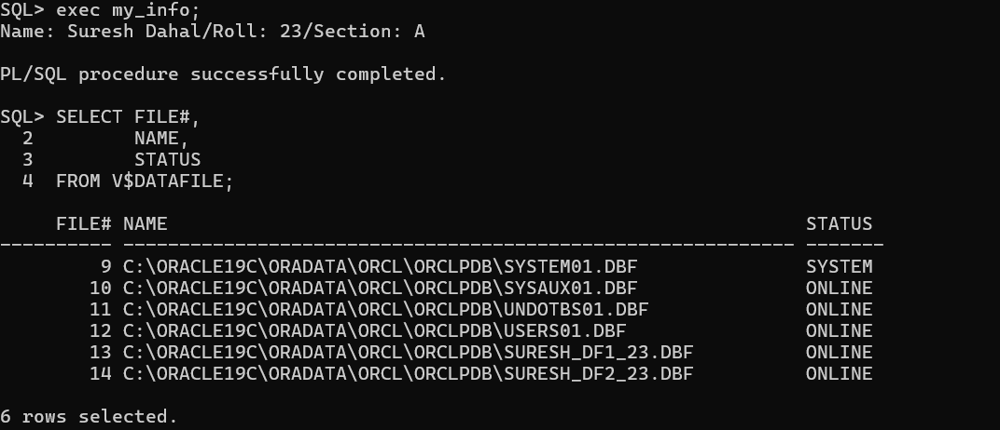 SQL> exec my_info;
Name: Suresh Dahal/Roll: 23/Section: A

PL/SQL procedure successfully completed.

SQL> SELECT FILE#,
  2         NAME,
  3         STATUS
  4  FROM V$DATAFILE;

     FILE# NAME                                                         STATUS
---------- ------------------------------------------------------------ -------
         9 C:\ORACLE19C\ORADATA\ORCL\ORCLPDB\SYSTEM01.DBF               SYSTEM
        10 C:\ORACLE19C\ORADATA\ORCL\ORCLPDB\SYSAUX01.DBF               ONLINE
        11 C:\ORACLE19C\ORADATA\ORCL\ORCLPDB\UNDOTBS01.DBF              ONLINE
        12 C:\ORACLE19C\ORADATA\ORCL\ORCLPDB\USERS01.DBF                ONLINE
        13 C:\ORACLE19C\ORADATA\ORCL\ORCLPDB\SURESH_DF1_23.DBF          ONLINE
        14 C:\ORACLE19C\ORADATA\ORCL\ORCLPDB\SURESH_DF2_23.DBF          ONLINE

6 rows selected.